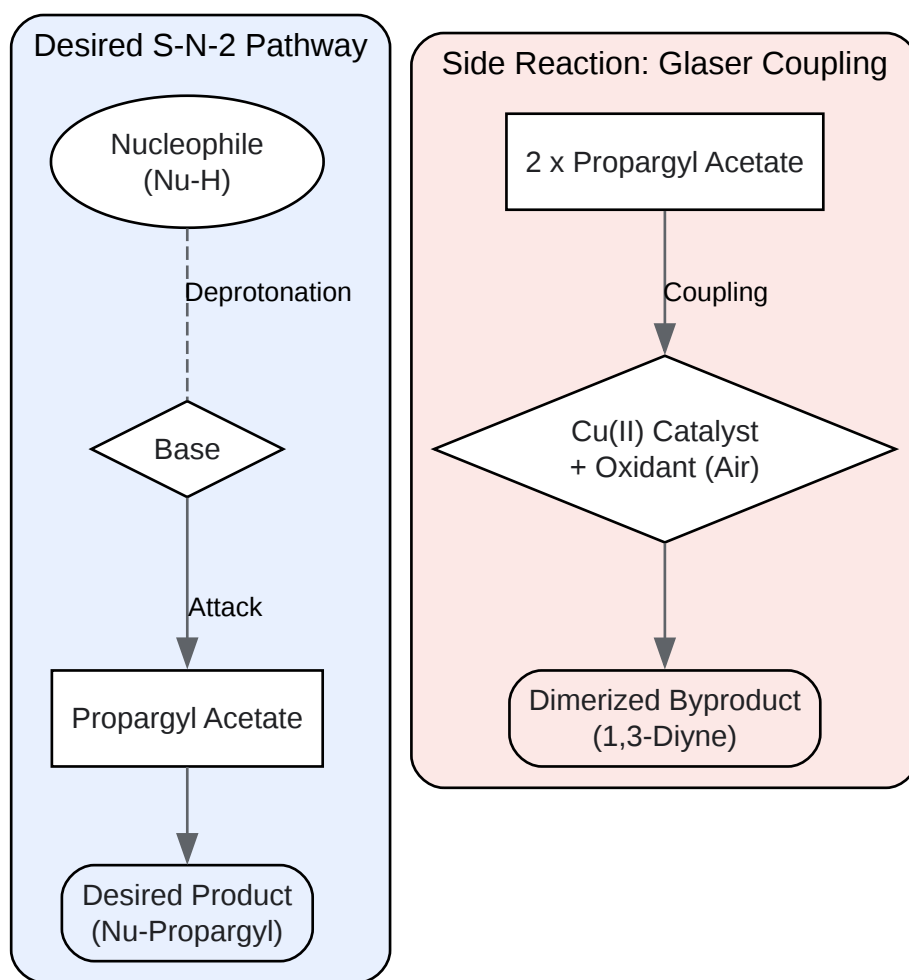 Desired S-N-2 Pathway
Nucleophile
(Nu-H)
Deprotonation
Base
Attack
Propargyl Acetate
Desired Product
(Nu-Propargyl)
Side Reaction: Glaser Coupling
2 x Propargyl Acetate
Coupling
Cu(II) Catalyst
+ Oxidant (Air)
Dimerized Byproduct
(1,3-Diyne)